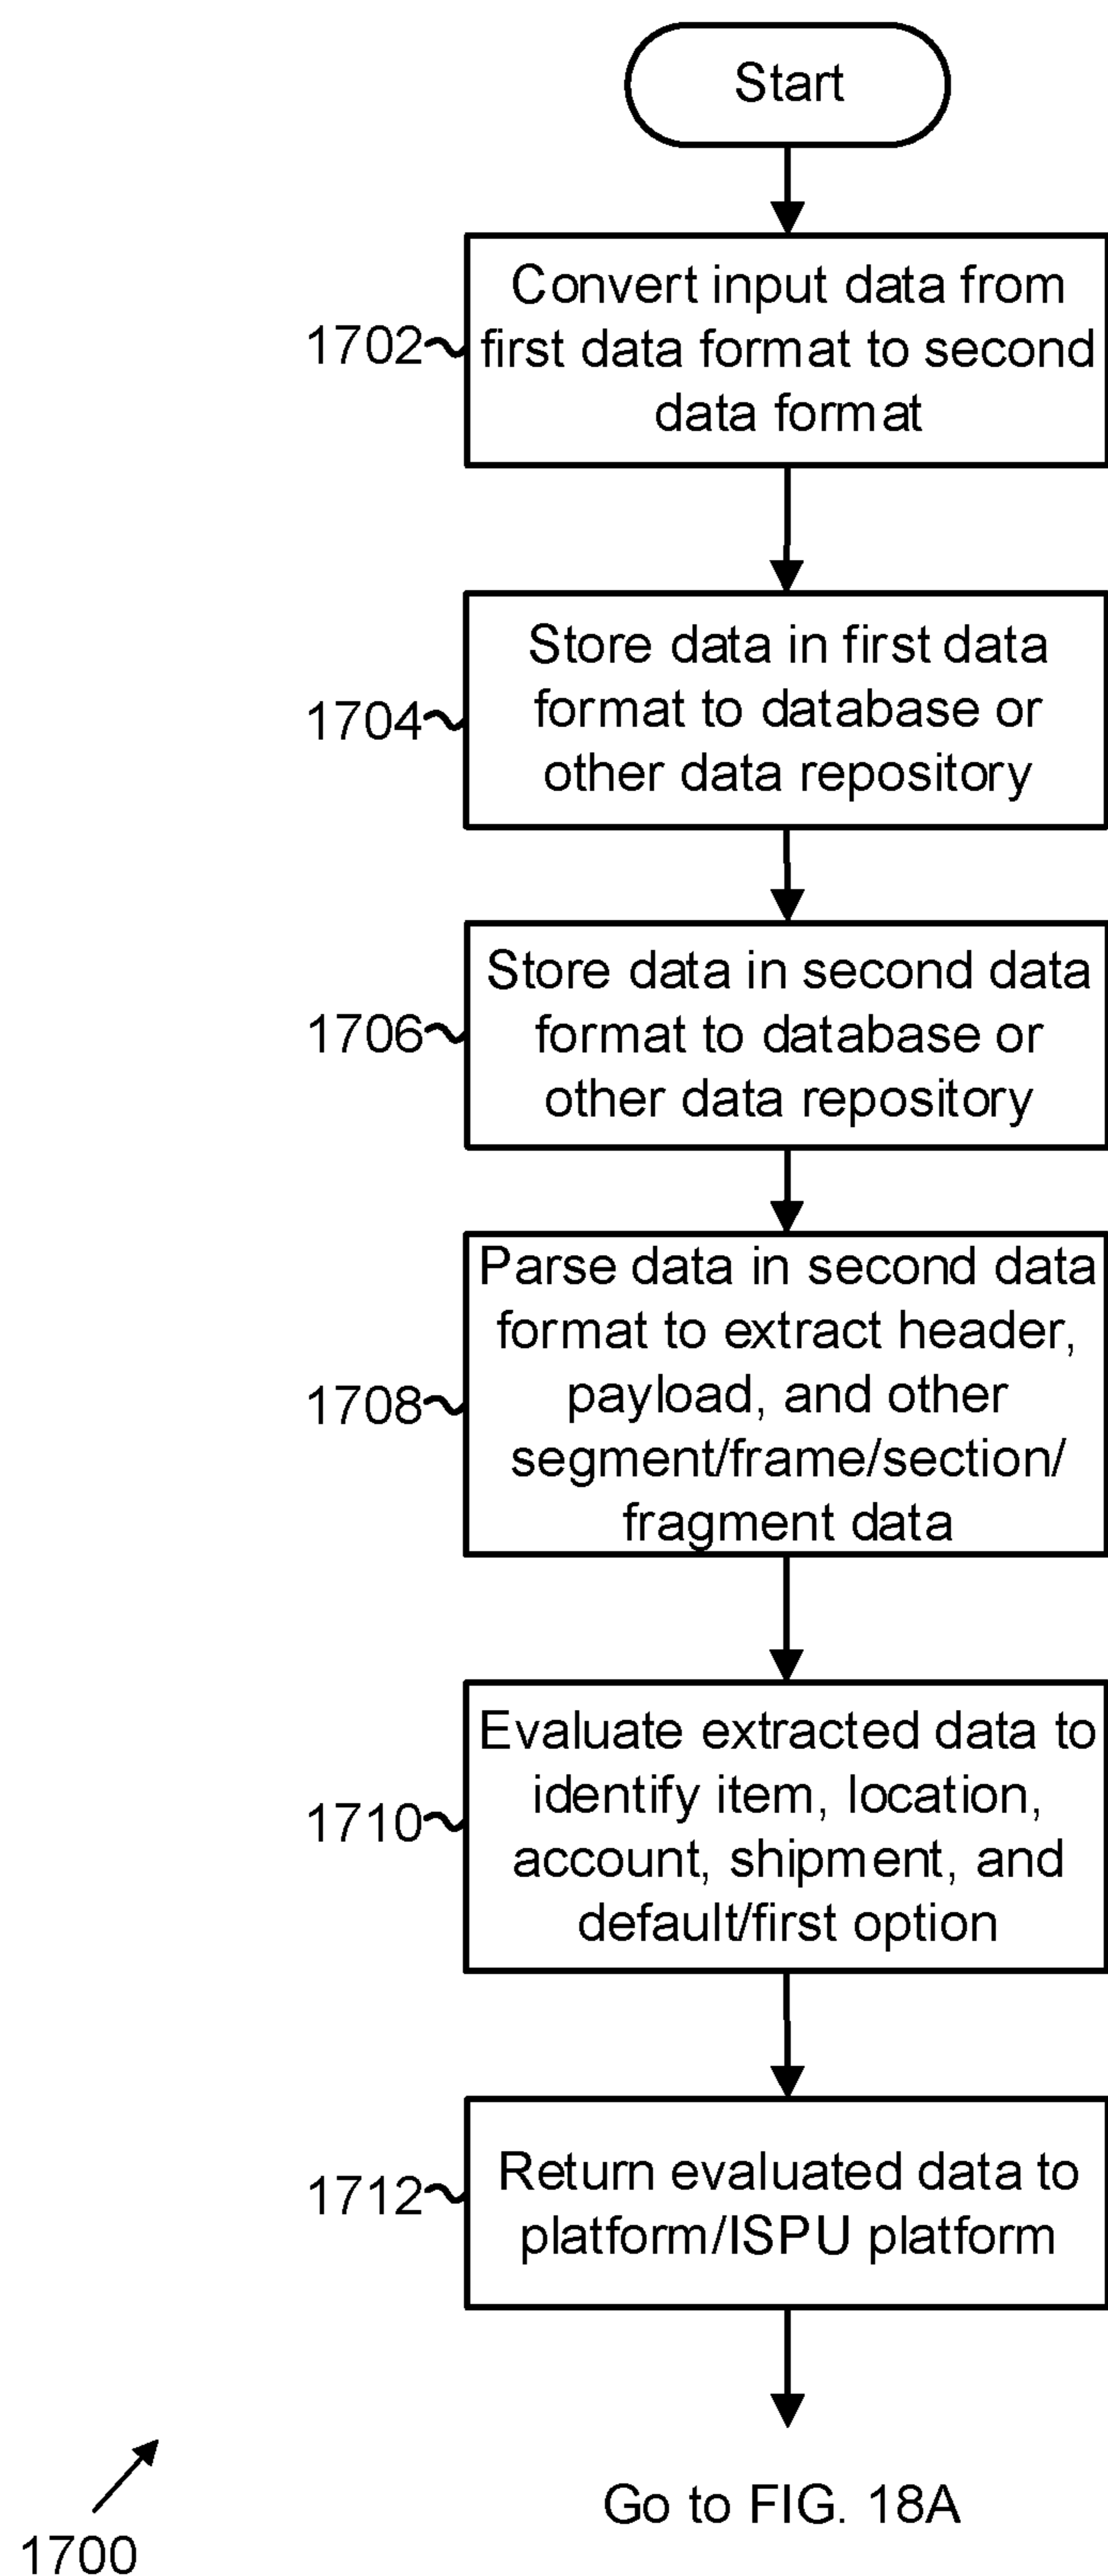 Start
Convert input data from
1702
first data format to second
data format
Store data in first data
1704
format to database or
other data repository
Store data in second data
1706
format to database or
other data repository
Parse data in second data
format to extract header,
1708
payload, and other
segment/frame/section/
fragment data
Evaluate extracted data to
identify item, location,
1710
account, shipment, and
default/first option
1712
Return evaluated data to
platform/ISPU platform
Go to FIG. 18A
1700